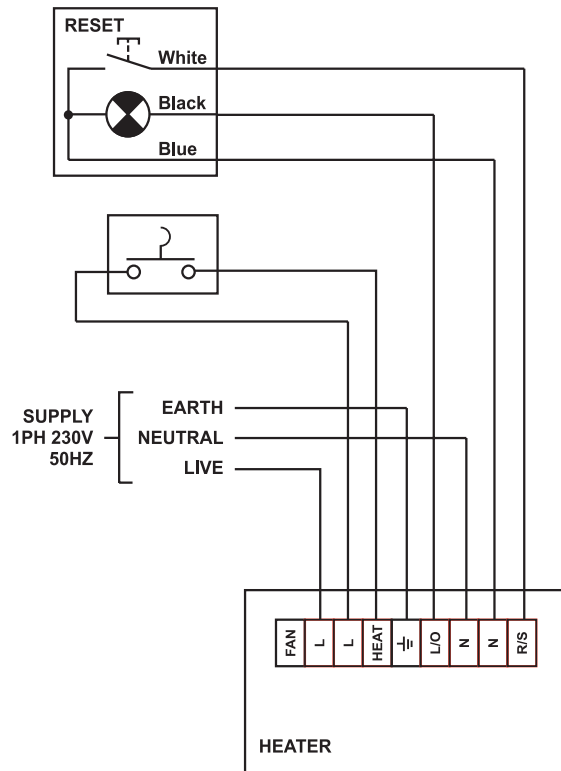 RESET
White
Black
Blue
SUPPLY
1PH 230V
50HZ
EARTH
NEUTRAL
LIVE
FAN
L
L
HEAT
L/O
N
N
R/S
HEATER